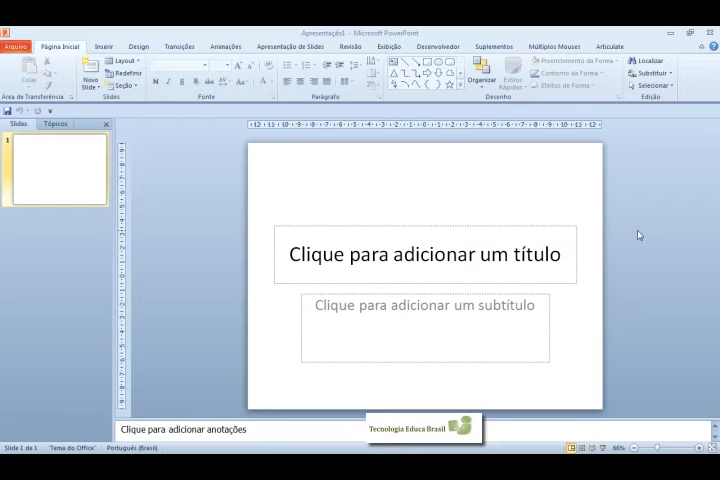 Apresentação1 - Microsoft PowerPoint
Arquivo Página Inicial Inserir Design Transições Animações Apresentação de Slides Revisão Exibição Desenvolvedor Suplementos Múltiplos Mouses Articulate
Colar
Novo Slide
Layout
Redefinir
Seção
Organizar
Estilos Rápidos
Preenchimento da Forma
Contorno da Forma
Efeitos de Forma
Localizar
Substituir
Selecionar
Área de Transferência Slides Fonte Parágrafo Desenho Edição
Slides Tópicos
1
Clique para adicionar um título
Clique para adicionar um subtítulo
Clique para adicionar anotações
Tecnologia Educa Brasil
Slide 1 de 1 "Tema do Office" Português (Brasil) 66%